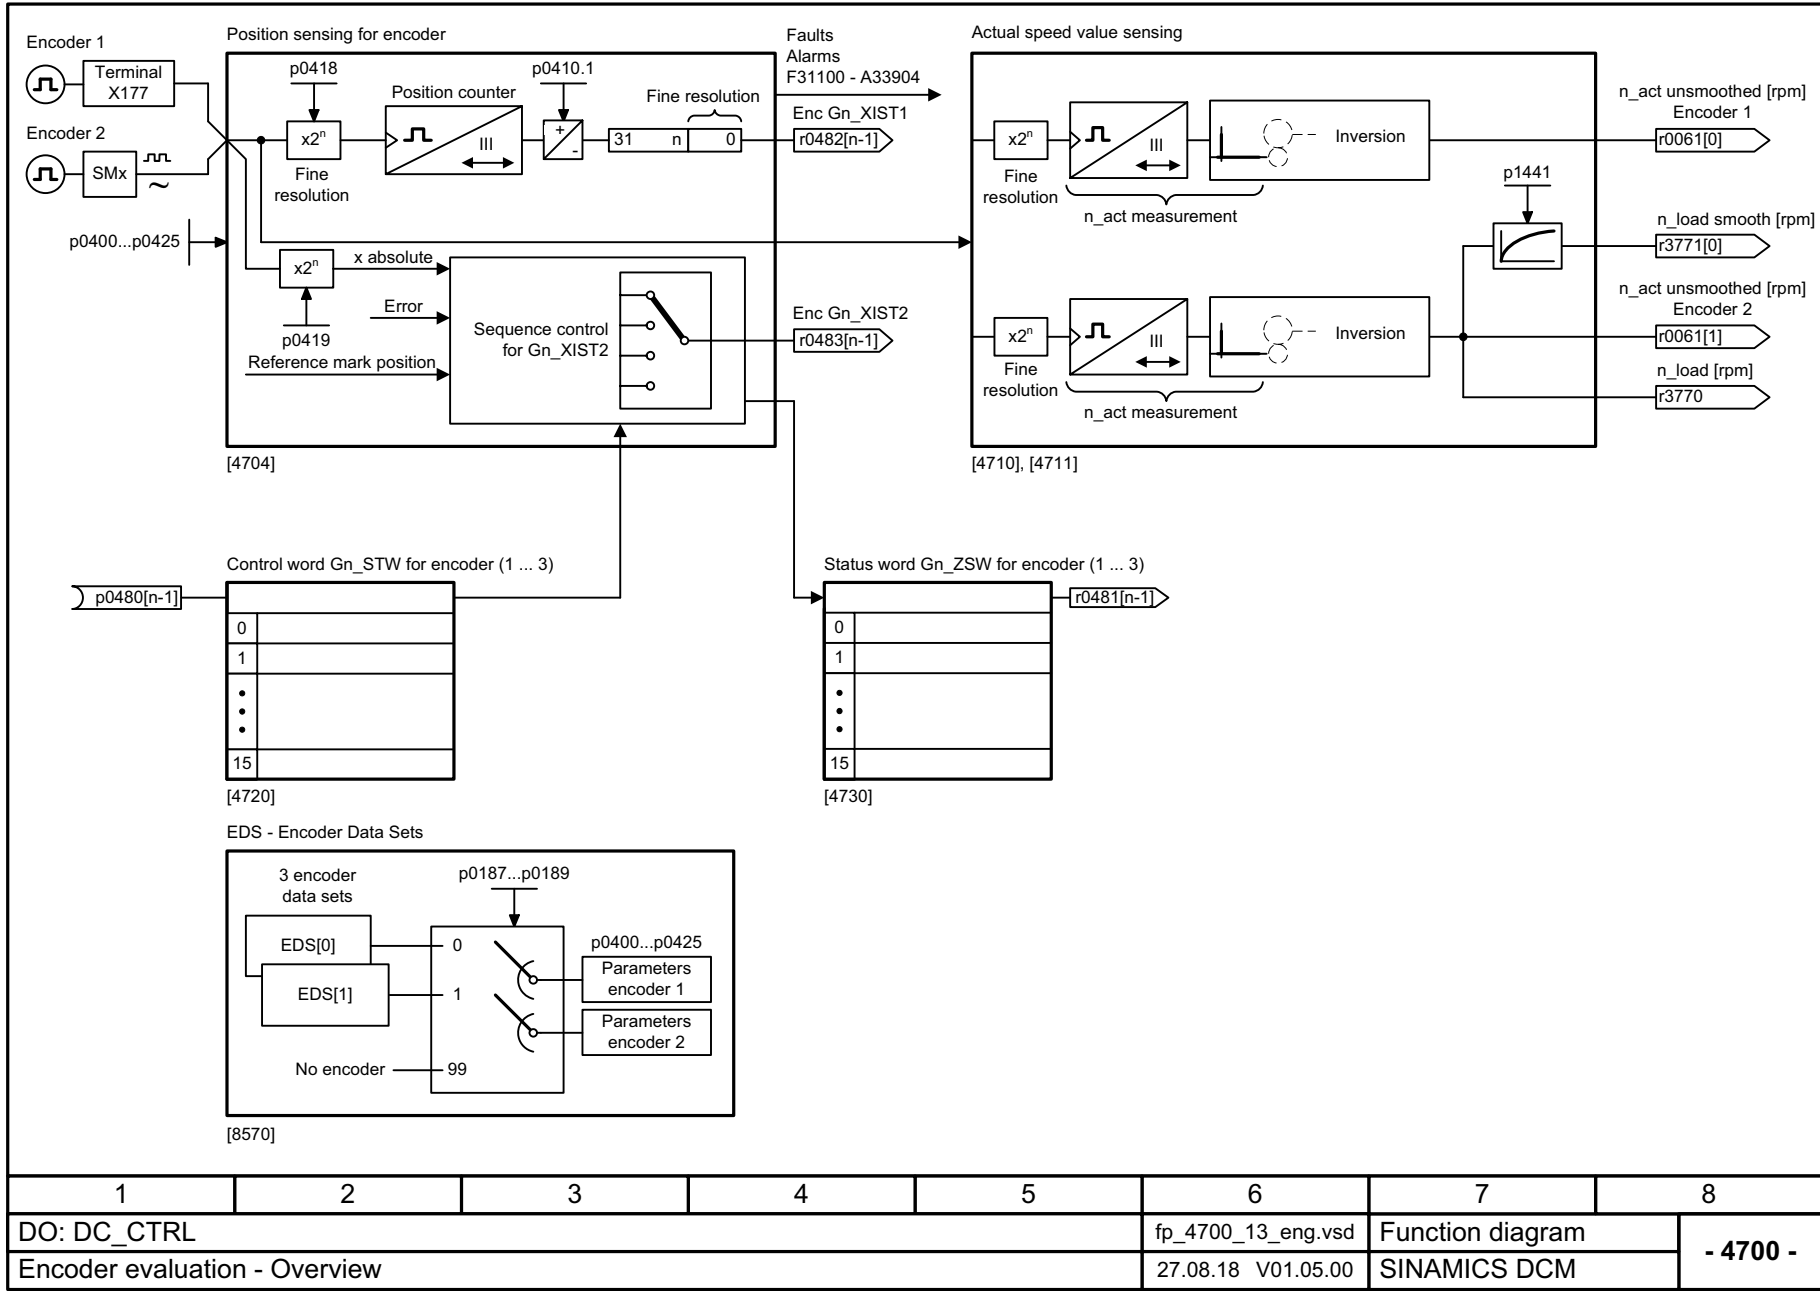 Encoder 1
Terminal
X177
Encoder 2
SMx
p0400...p0425
Position sensing for encoder
p0418
x2ⁿ
Fine
resolution
Position counter
III
p0410.1
+
-
Fine resolution
31 n 0
Faults
Alarms
F31100 - A33904
Enc Gn_XIST1
r0482[n-1]
x2ⁿ
p0419
x absolute
Error
Reference mark position
Sequence control
for Gn_XIST2
Enc Gn_XIST2
r0483[n-1]
[4704]
Actual speed value sensing
x2ⁿ
Fine
resolution
III
n_act measurement
Inversion
n_act unsmoothed [rpm]
Encoder 1
r0061[0]
p1441
n_load smooth [rpm]
r3771[0]
x2ⁿ
Fine
resolution
III
n_act measurement
Inversion
n_act unsmoothed [rpm]
Encoder 2
r0061[1]
n_load [rpm]
r3770
[4710], [4711]
Control word Gn_STW for encoder (1 ... 3)
p0480[n-1]
0
1
15
[4720]
Status word Gn_ZSW for encoder (1 ... 3)
r0481[n-1]
0
1
15
[4730]
EDS - Encoder Data Sets
3 encoder
data sets
EDS[0]
EDS[1]
No encoder
p0187...p0189
0
1
99
p0400...p0425
Parameters
encoder 1
Parameters
encoder 2
[8570]
1 2 3 4 5 6 7 8
DO: DC_CTRL
fp_4700_13_eng.vsd
Function diagram
- 4700 -
Encoder evaluation - Overview
27.08.18 V01.05.00
SINAMICS DCM